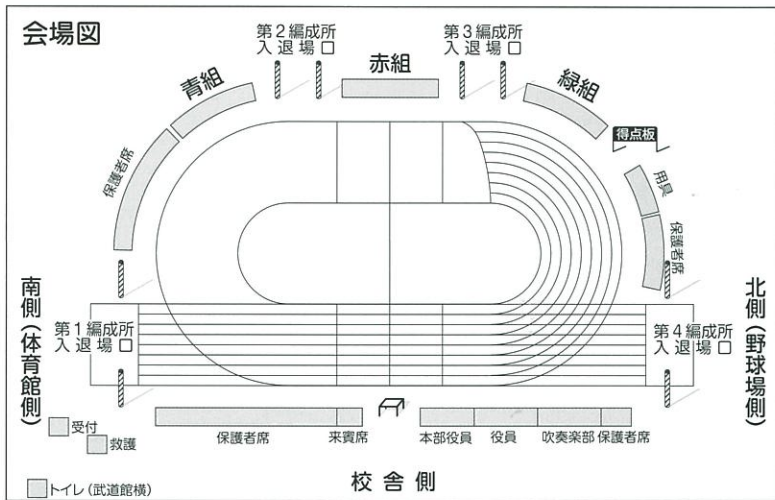 会場図
第2編成所
入退場口
第3編成所
入退場口
青組
赤組
緑組
得点板
保護者席
用具
保護者席
南側(体育館側)
第1編成所
入退場口
第4編成所
入退場口
北側(野球場側)
受付
救護
保護者席
来賓席
本部役員
役員
吹奏楽部
保護者席
トイレ(武道館横)
校舎側